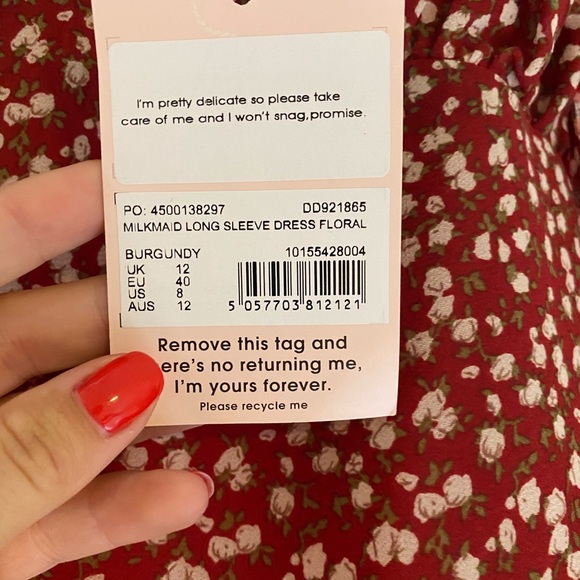 I'm pretty delicate so please take
care of me and I won't snag, promise.
PO: 4500138297 DD921865
MILKMAID LONG SLEEVE DRESS FLORAL
BURGUNDY 10155428004
UK 12
EU 40
US 8
AUS 12
5 057703 812121
Remove this tag and
ere's no returning me,
I'm yours forever.
Please recycle me